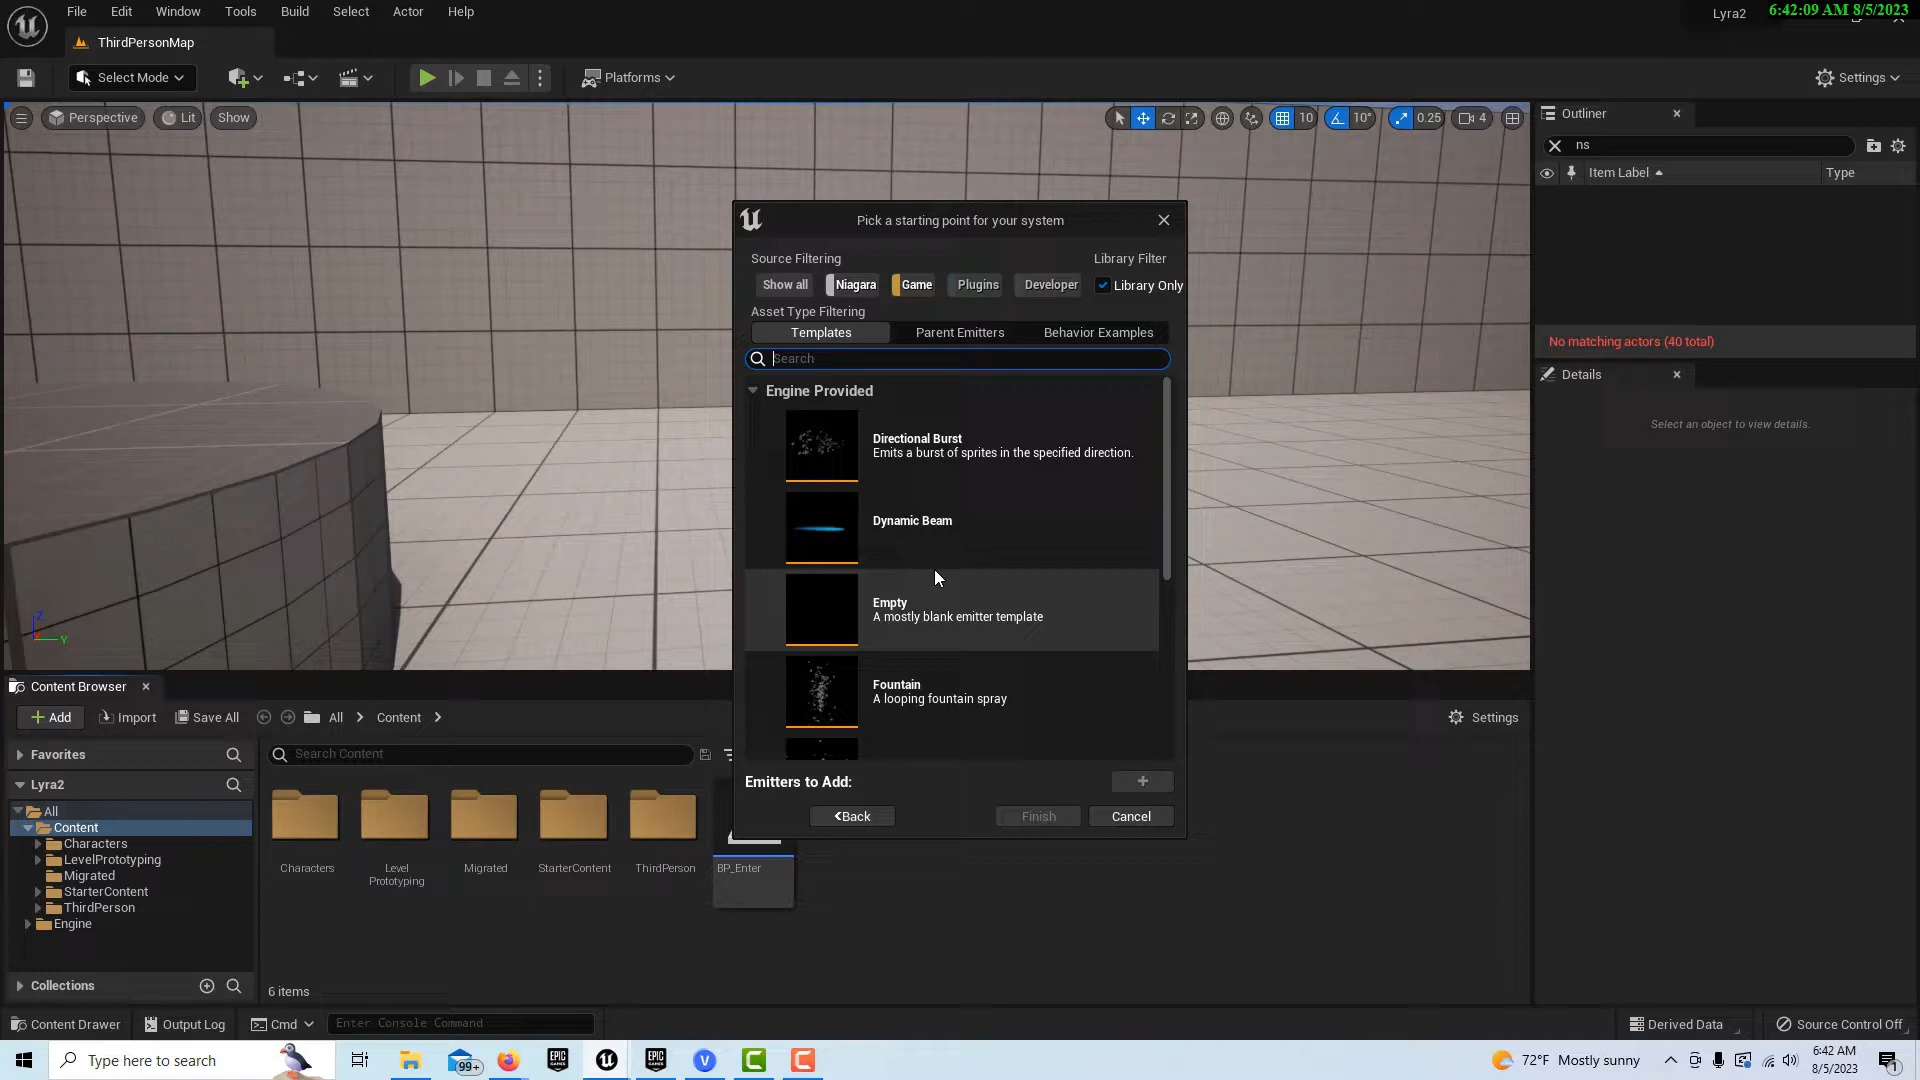 File Edit Window Tools Build Select Actor Help
Lyra2
6:42:09 AM 8/5/2023
ThirdPersonMap
Select Mode
Platforms
Settings
Perspective
Lit
Show
10
10°
0.25
4
Outliner
ns
Item Label
Type
No matching actors (40 total)
Details
Select an object to view details.
Pick a starting point for your system
Source Filtering
Library Filter
Show all
Niagara
Game
Plugins
Developer
Library Only
Asset Type Filtering
Templates
Parent Emitters
Behavior Examples
Search
Engine Provided
Directional Burst
Emits a burst of sprites in the specified direction.
Dynamic Beam
Empty
A mostly blank emitter template
Fountain
A looping fountain spray
Emitters to Add:
Back
Finish
Cancel
Content Browser
Add
Import
Save All
All
Content
Settings
Favorites
Search Content
Lyra2
All
Content
Characters
LevelPrototyping
Migrated
StarterContent
ThirdPerson
Engine
Collections
Characters
Level
Prototyping
Migrated
StarterContent
ThirdPerson
BP_Enter
6 items
Content Drawer
Output Log
Cmd
Enter Console Command
Derived Data
Source Control Off
Type here to search
99+
EPIC
GAMES
EPIC
GAMES
72°F Mostly sunny
6:42 AM
8/5/2023
1